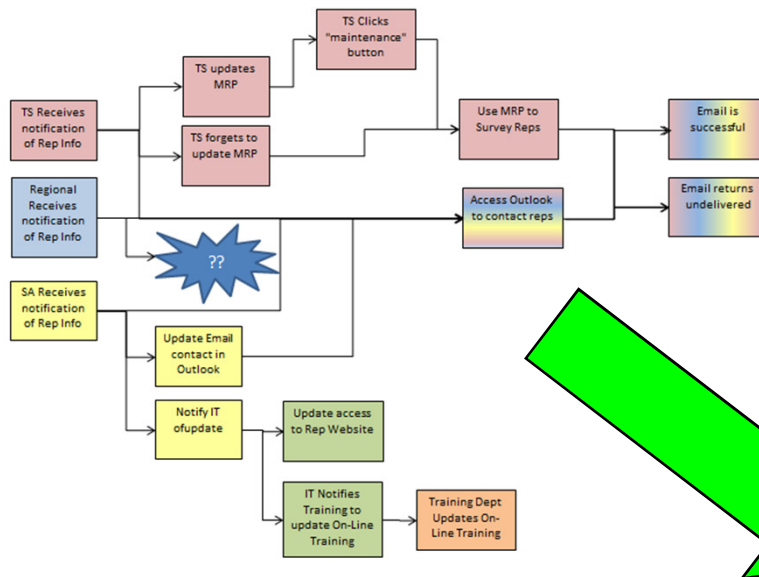 TS Clicks
"maintenance"
button
TS updates
MRP
TS Receives
notification
of Rep Info
TS forgets to
update MRP
Use MRP to
Survey Reps
Email is
successful
Regional
Receives
notification
of Rep Info
Access Outlook
to contact reps
Email returns
undelivered
??
SA Receives
notification
of Rep Info
Update Email
contact in
Outlook
Notify IT
ofupdate
Update access
to Rep Website
IT Notifies
Training to
update On-Line
Training
Training Dept
Updates On-
Line Training